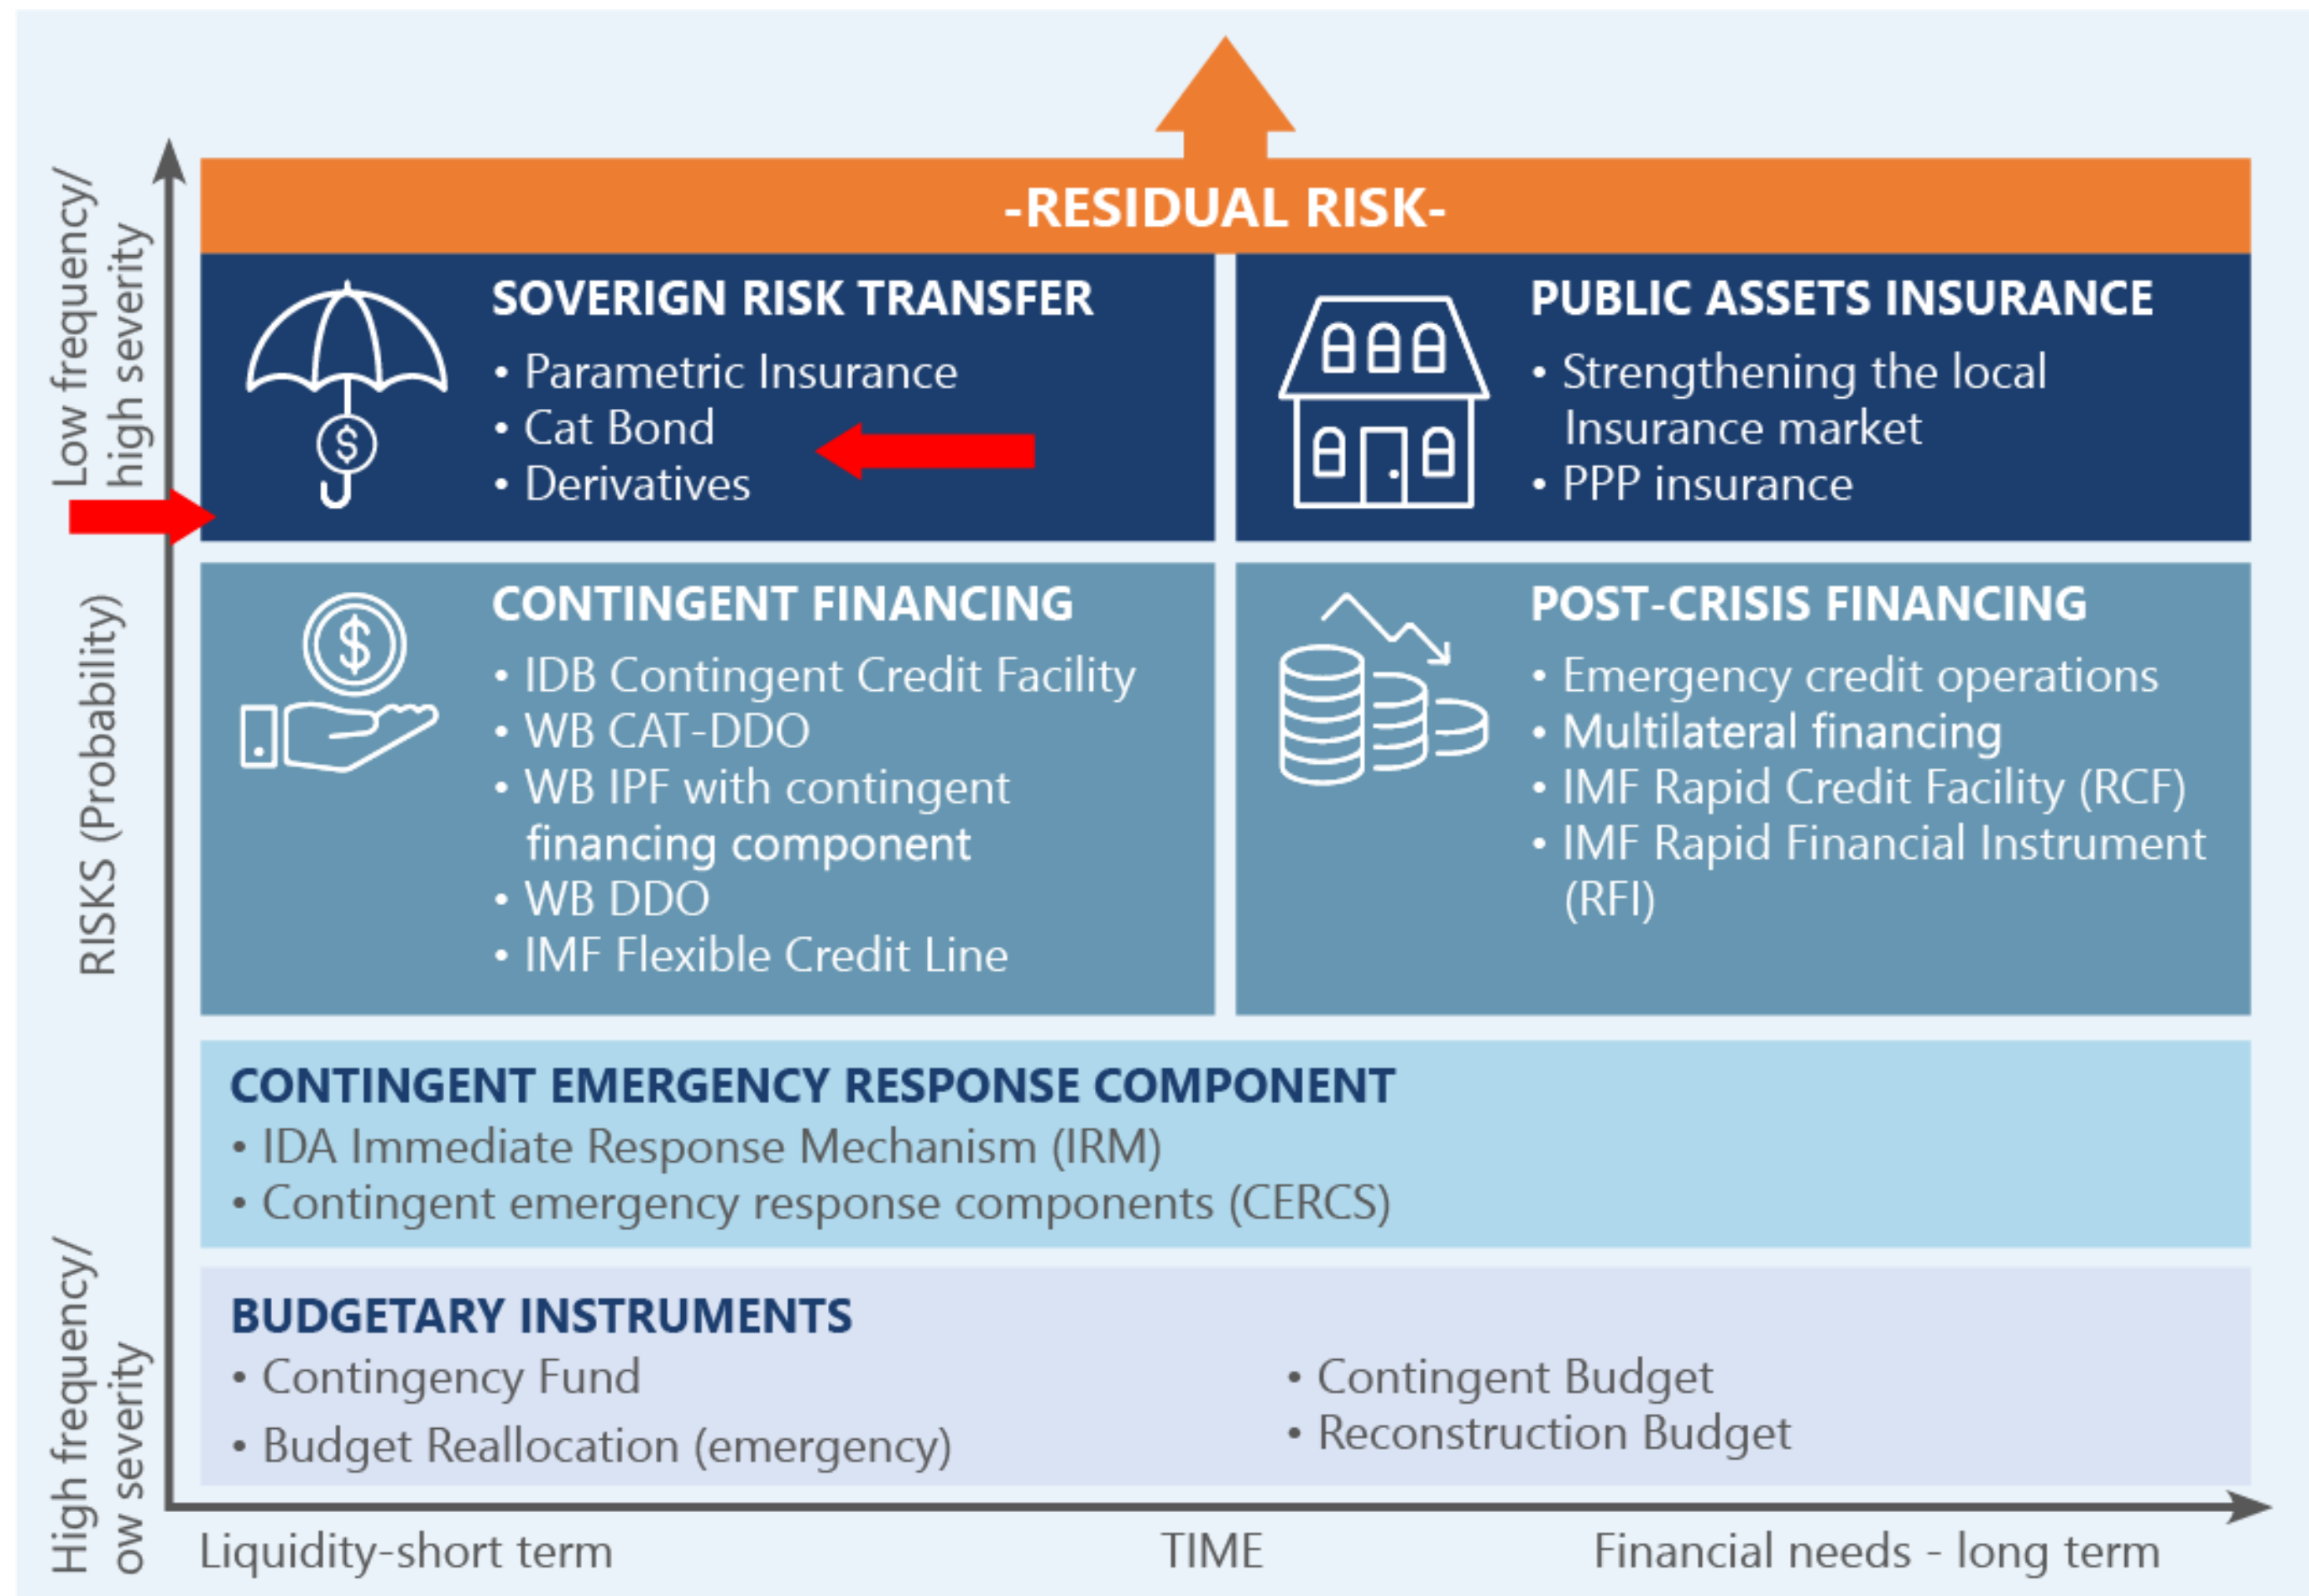 -RESIDUAL RISK-
Low frequency/
high severity
SOVERIGN RISK TRANSFER
• Parametric Insurance
• Cat Bond
• Derivatives
$
PUBLIC ASSETS INSURANCE
• Strengthening the local
Insurance market
• PPP insurance
RISKS (Probability)
$
CONTINGENT FINANCING
• IDB Contingent Credit Facility
• WB CAT-DDO
• WB IPF with contingent
financing component
• WB DDO
• IMF Flexible Credit Line
POST-CRISIS FINANCING
• Emergency credit operations
• Multilateral financing
• IMF Rapid Credit Facility (RCF)
• IMF Rapid Financial Instrument
(RFI)
CONTINGENT EMERGENCY RESPONSE COMPONENT
• IDA Immediate Response Mechanism (IRM)
• Contingent emergency response components (CERCS)
High frequency/
ow severity
BUDGETARY INSTRUMENTS
• Contingency Fund
• Budget Reallocation (emergency)
• Contingent Budget
• Reconstruction Budget
Liquidity-short term
TIME
Financial needs - long term